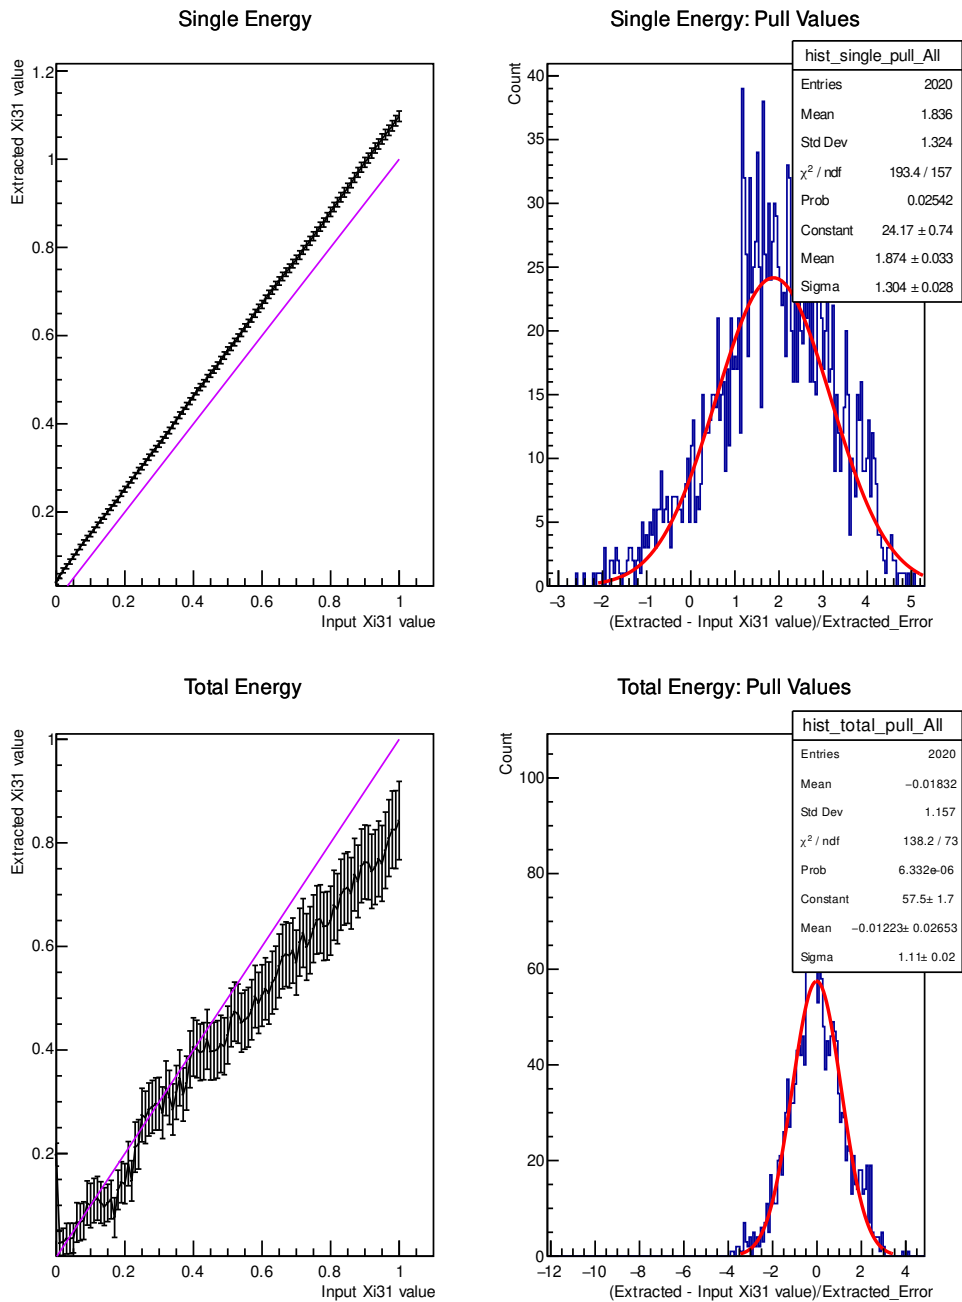 Single Energy
Extracted Xi31 value
1.2
1
0.8
0.6
0.4
0.2
0 0.2 0.4 0.6 0.8 1
Input Xi31 value
Single Energy: Pull Values
Count
40
35
30
25
20
15
10
5
0
−3 −2 −1 0 1 2 3 4 5
(Extracted - Input Xi31 value)/Extracted_Error
hist_single_pull_All
Entries 2020
Mean 1.836
Std Dev 1.324
χ² / ndf 193.4 / 157
Prob 0.02542
Constant 24.17 ± 0.74
Mean 1.874 ± 0.033
Sigma 1.304 ± 0.028
Total Energy
Extracted Xi31 value
1
0.8
0.6
0.4
0.2
0 0.2 0.4 0.6 0.8 1
Input Xi31 value
Total Energy: Pull Values
Count
100
80
60
40
20
0
−12 −10 −8 −6 −4 −2 0 2 4
(Extracted - Input Xi31 value)/Extracted_Error
hist_total_pull_All
Entries 2020
Mean −0.01832
Std Dev 1.157
χ² / ndf 138.2 / 73
Prob 6.332e-06
Constant 57.5± 1.7
Mean −0.01223± 0.02653
Sigma 1.11± 0.02